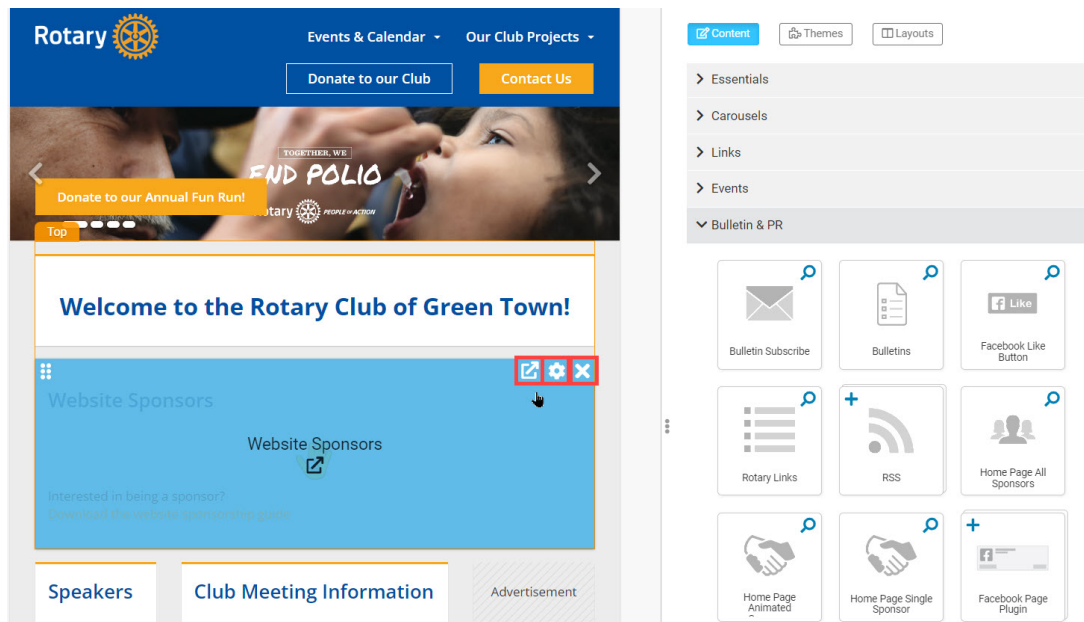 Rotary
Events & Calendar
Our Club Projects
Donate to our Club
Contact Us
TOGETHER, WE
END POLIO
Donate to our Annual Fun Run!
Rotary
PEOPLE OF ACTION
Top
Welcome to the Rotary Club of Green Town!
Website Sponsors
Website Sponsors
Interested in being a sponsor?
Download the website sponsorship guide
Speakers
Club Meeting Information
Advertisement
Content
Themes
Layouts
Essentials
Carousels
Links
Events
Bulletin & PR
Bulletin Subscribe
Bulletins
Like
Facebook Like
Button
Rotary Links
RSS
Home Page All
Sponsors
Home Page
Animated
Home Page Single
Sponsor
Facebook Page
Plugin